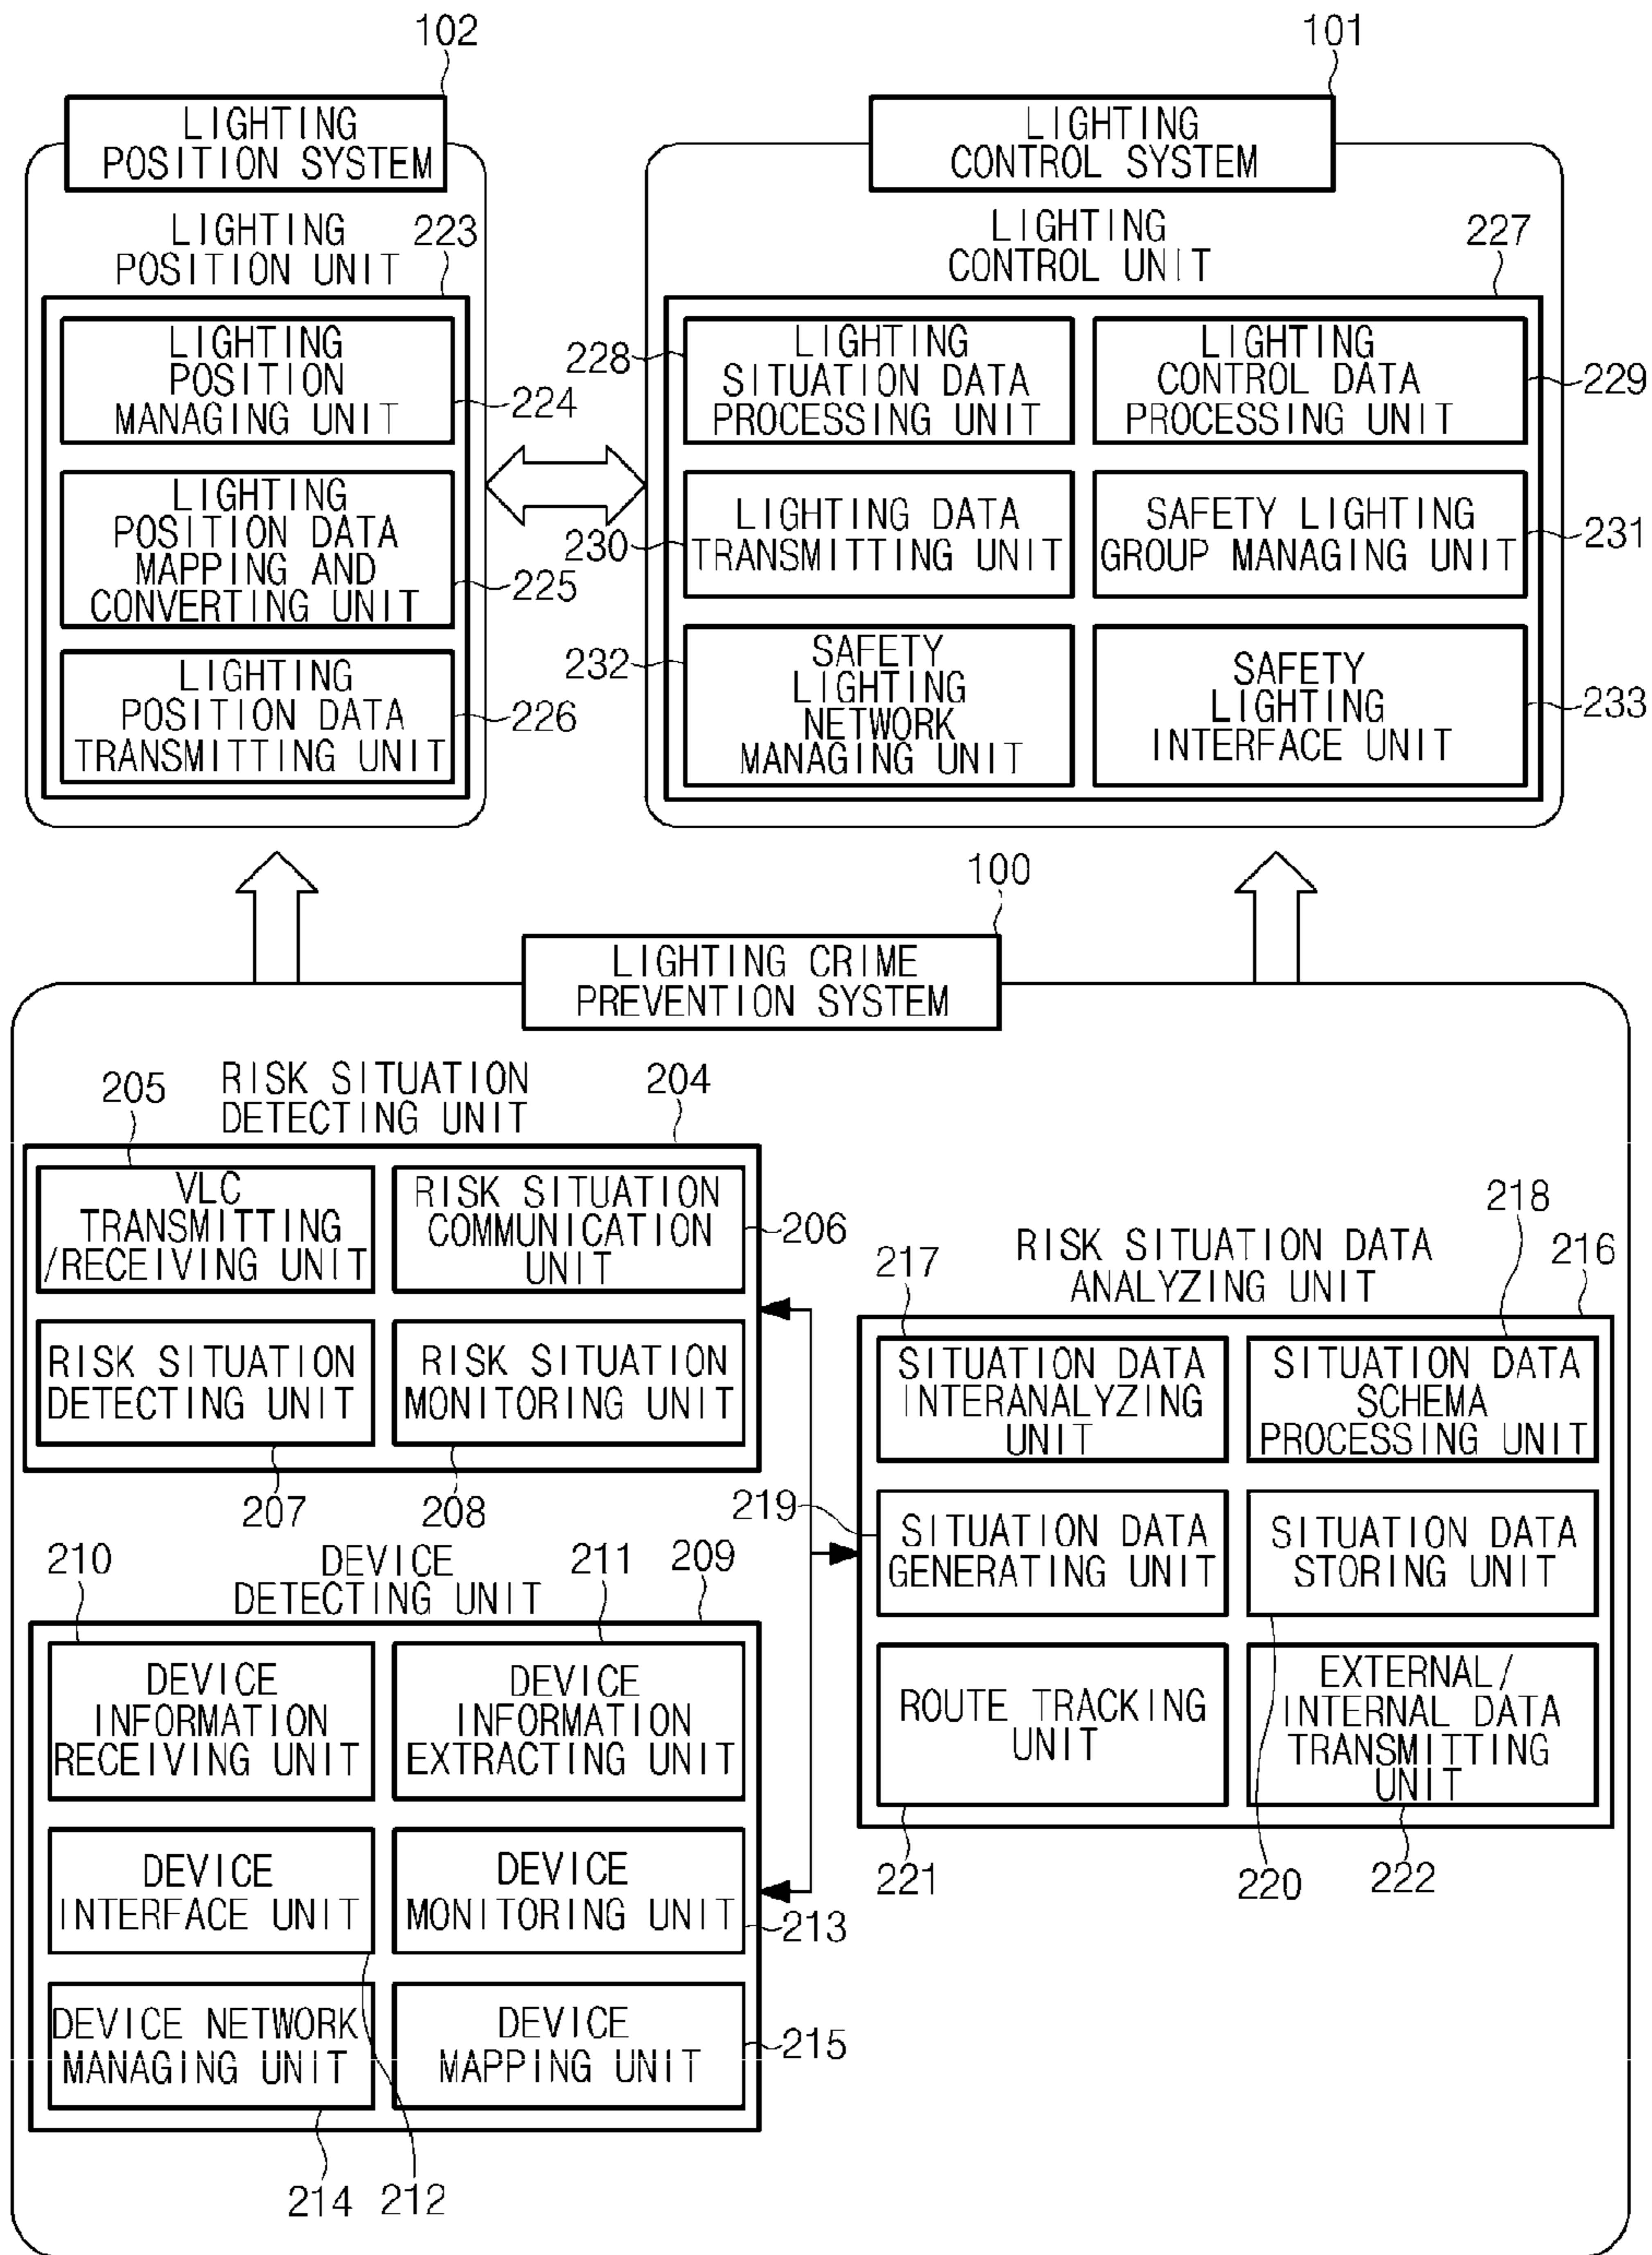 102
101
LIGHTING
POSITION SYSTEM
LIGHTING
CONTROL SYSTEM
LIGHTING
POSITION UNIT
223
LIGHTING
CONTROL UNIT
227
LIGHTING
POSITION
MANAGING UNIT
224
LIGHTING
POSITION DATA
MAPPING AND
CONVERTING UNIT
225
LIGHTING
POSITION DATA
TRANSMITTING UNIT
226
228
LIGHTING
SITUATION DATA
PROCESSING UNIT
LIGHTING
CONTROL DATA
PROCESSING UNIT
229
230
LIGHTING DATA
TRANSMITTING UNIT
SAFETY LIGHTING
GROUP MANAGING UNIT
231
232
SAFETY
LIGHTING
NETWORK
MANAGING UNIT
SAFETY
LIGHTING
INTERFACE UNIT
233
100
LIGHTING CRIME
PREVENTION SYSTEM
205
RISK SITUATION
DETECTING UNIT
204
VLC
TRANSMITTING
/RECEIVING UNIT
RISK SITUATION
COMMUNICATION
UNIT
206
RISK SITUATION
DETECTING UNIT
RISK SITUATION
MONITORING UNIT
207
208
210
DEVICE
DETECTING UNIT
211
209
DEVICE
INFORMATION
RECEIVING UNIT
DEVICE
INFORMATION
EXTRACTING UNIT
DEVICE
INTERFACE UNIT
DEVICE
MONITORING UNIT
213
DEVICE NETWORK
MANAGING UNIT
DEVICE
MAPPING UNIT
215
214
212
217
RISK SITUATION DATA
ANALYZING UNIT
218
216
SITUATION DATA
INTERANALYZING
UNIT
SITUATION DATA
SCHEMA
PROCESSING UNIT
219
SITUATION DATA
GENERATING UNIT
SITUATION DATA
STORING UNIT
ROUTE TRACKING
UNIT
EXTERNAL/
INTERNAL DATA
TRANSMITTING
UNIT
221
220
222